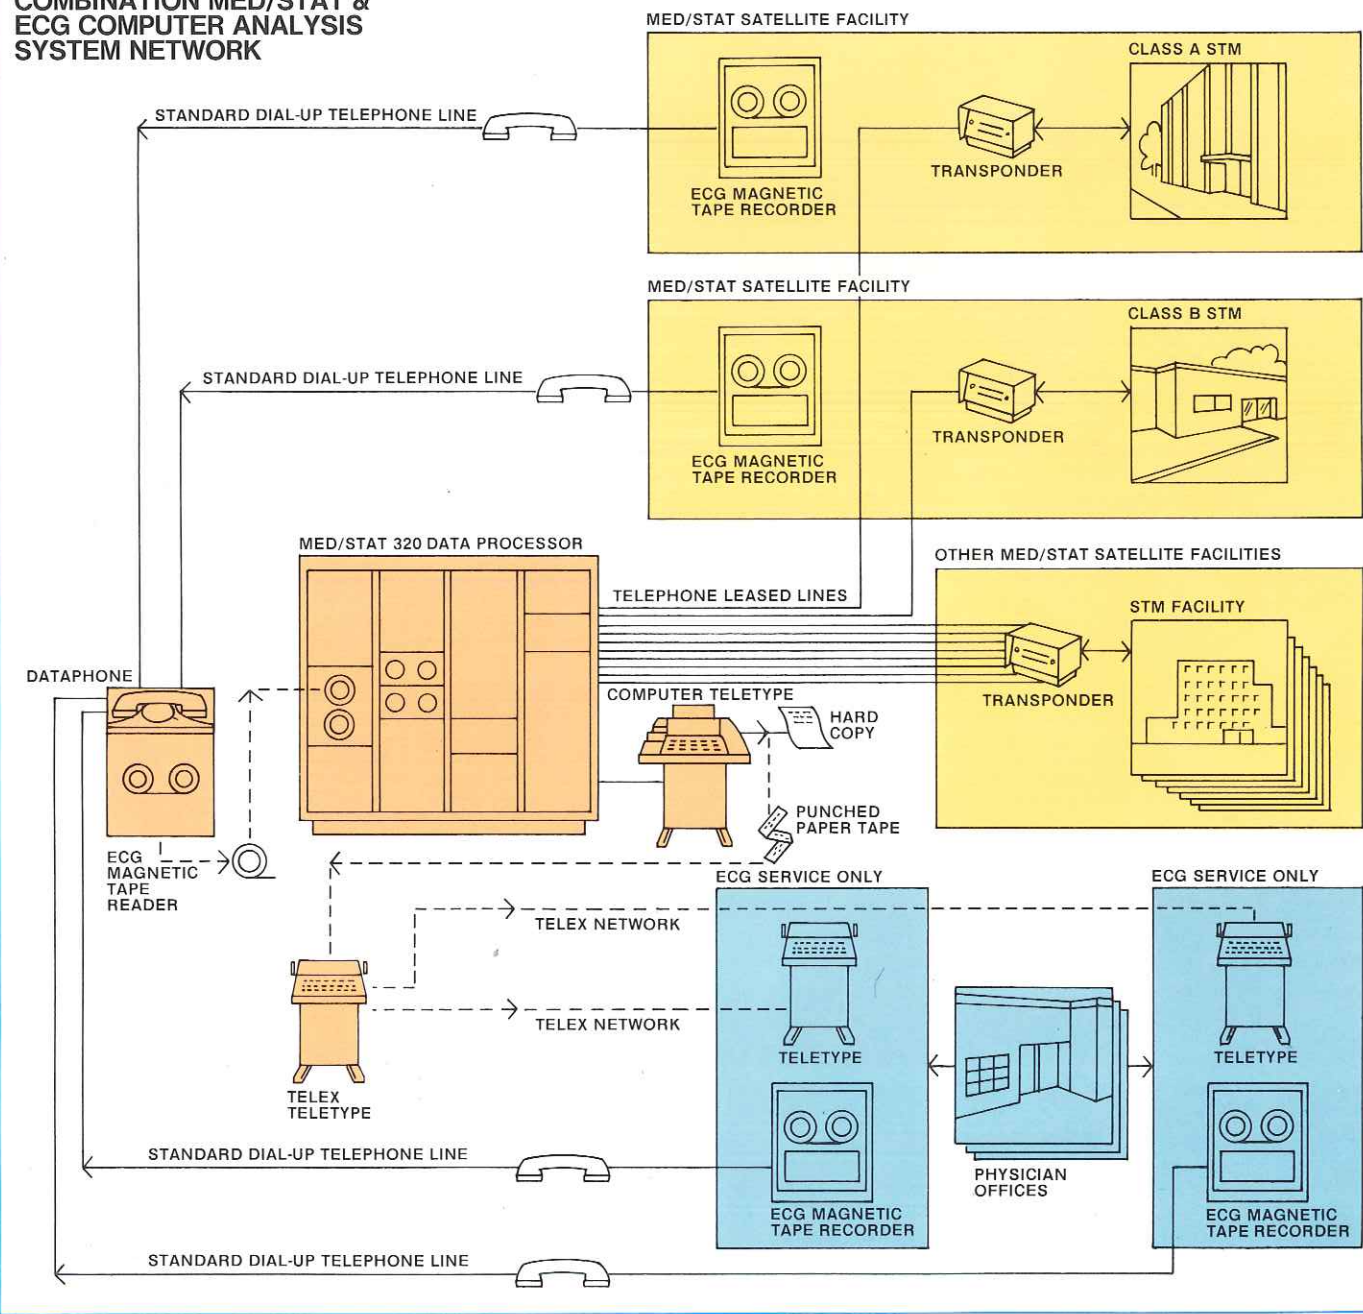 COMBINATION MED/STAT &
ECG COMPUTER ANALYSIS
SYSTEM NETWORK
MED/STAT SATELLITE FACILITY
CLASS A STM
STANDARD DIAL-UP TELEPHONE LINE
TRANSPONDER
ECG MAGNETIC
TAPE RECORDER
MED/STAT SATELLITE FACILITY
CLASS B STM
STANDARD DIAL-UP TELEPHONE LINE
TRANSPONDER
ECG MAGNETIC
TAPE RECORDER
MED/STAT 320 DATA PROCESSOR
OTHER MED/STAT SATELLITE FACILITIES
TELEPHONE LEASED LINES
STM FACILITY
TRANSPONDER
DATAPHONE
COMPUTER TELETYPE
HARD
COPY
PUNCHED
PAPER TAPE
ECG
MAGNETIC
TAPE
READER
ECG SERVICE ONLY
ECG SERVICE ONLY
TELEX NETWORK
TELEX NETWORK
TELETYPE
TELETYPE
TELEX
TELETYPE
STANDARD DIAL-UP TELEPHONE LINE
PHYSICIAN
OFFICES
ECG MAGNETIC
TAPE RECORDER
ECG MAGNETIC
TAPE RECORDER
STANDARD DIAL-UP TELEPHONE LINE